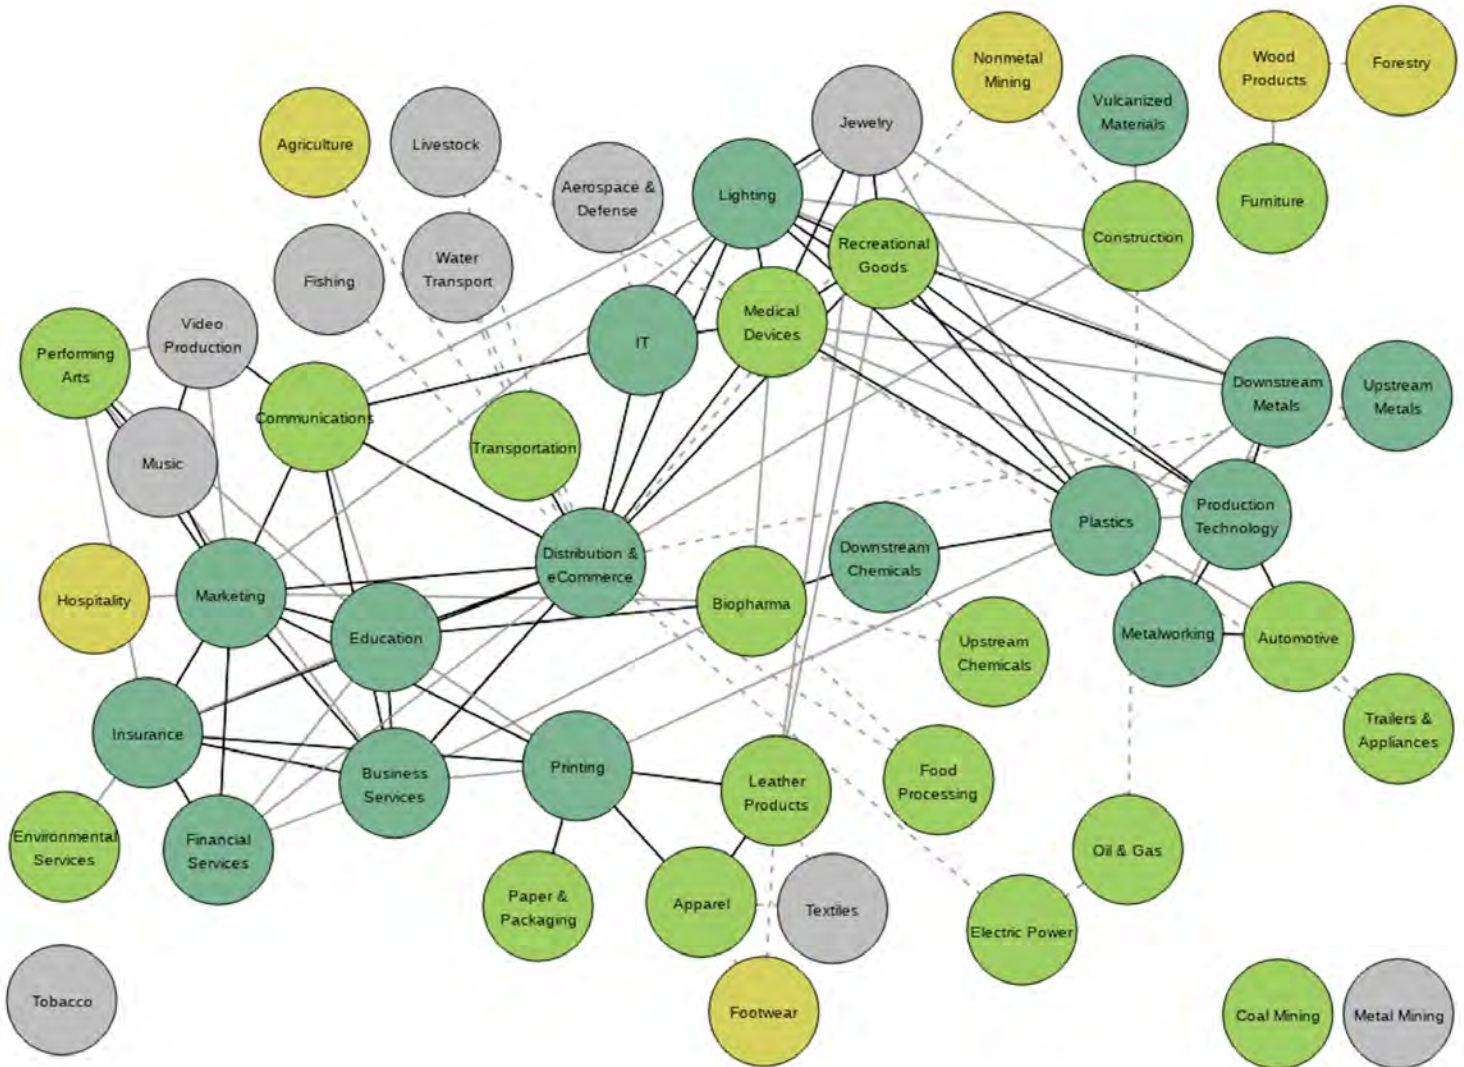 Nonmetal
Mining
Wood
Products
Forestry
Vulcanized
Materials
Jewelry
Agriculture
Livestock
Aerospace &
Defense
Lighting
Furniture
Construction
Recreational
Goods
Fishing
Water
Transport
Video
Production
Medical
Devices
IT
Performing
Arts
Downstream
Metals
Upstream
Metals
Communications
Transportation
Music
Plastics
Production
Technology
Distribution &
eCommerce
Downstream
Chemicals
Hospitality
Marketing
Education
Biopharma
Upstream
Chemicals
Metalworking
Automotive
Insurance
Trailers &
Appliances
Business
Services
Printing
Leather
Products
Food
Processing
Environmental
Services
Financial
Services
Oil & Gas
Paper &
Packaging
Apparel
Textiles
Electric Power
Tobacco
Footwear
Coal Mining
Metal Mining